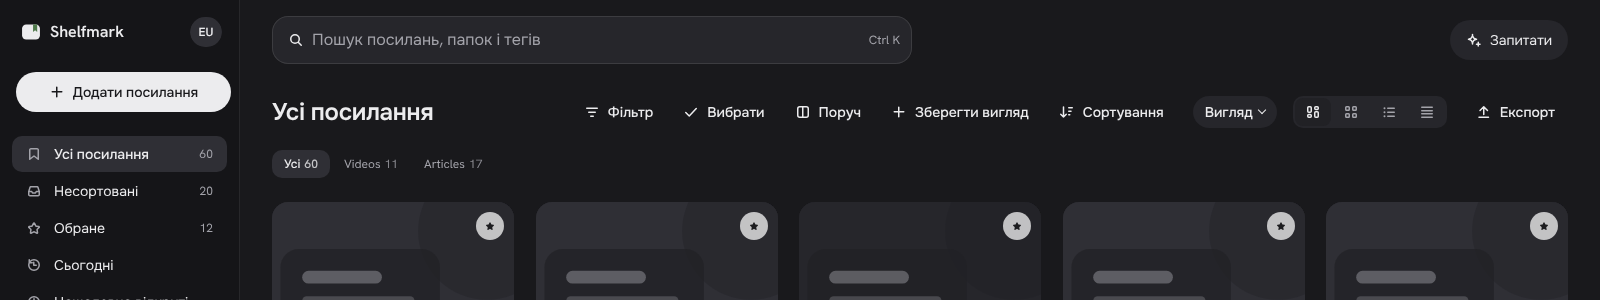 Shelfmark
EU
Додати посилання
Усі посилання 60
Несортовані 20
Обране 12
Сьогодні
Пошук посилань, папок і тегів Ctrl K
Запитати
Усі посилання
Фільтр Вибрати Поруч Зберегти вигляд Сортування Вигляд Експорт
Усі 60 Videos 11 Articles 17